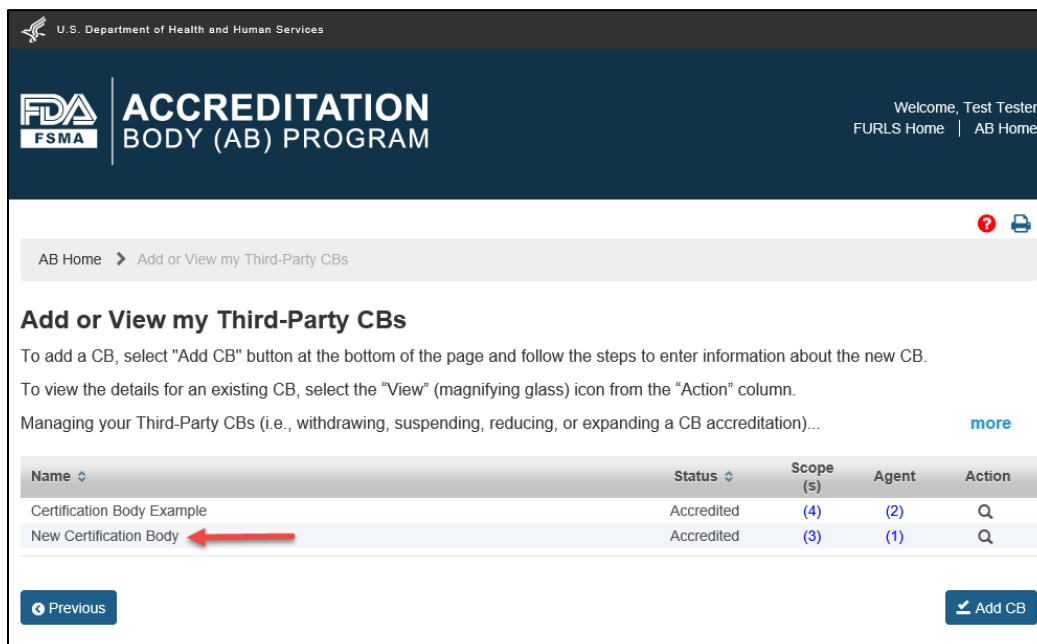 U.S. Department of Health and Human Services
FDA
FSMA
ACCREDITATION
BODY (AB) PROGRAM
Welcome, Test Tester
FURLS Home | AB Home
?
AB Home > Add or View my Third-Party CBs
Add or View my Third-Party CBs
To add a CB, select "Add CB" button at the bottom of the page and follow the steps to enter information about the new CB.
To view the details for an existing CB, select the “View” (magnifying glass) icon from the “Action” column.
Managing your Third-Party CBs (i.e., withdrawing, suspending, reducing, or expanding a CB accreditation)... more
Name Status Scope (s) Agent Action
Certification Body Example Accredited (4) (2)
New Certification Body Accredited (3) (1)
Previous Add CB